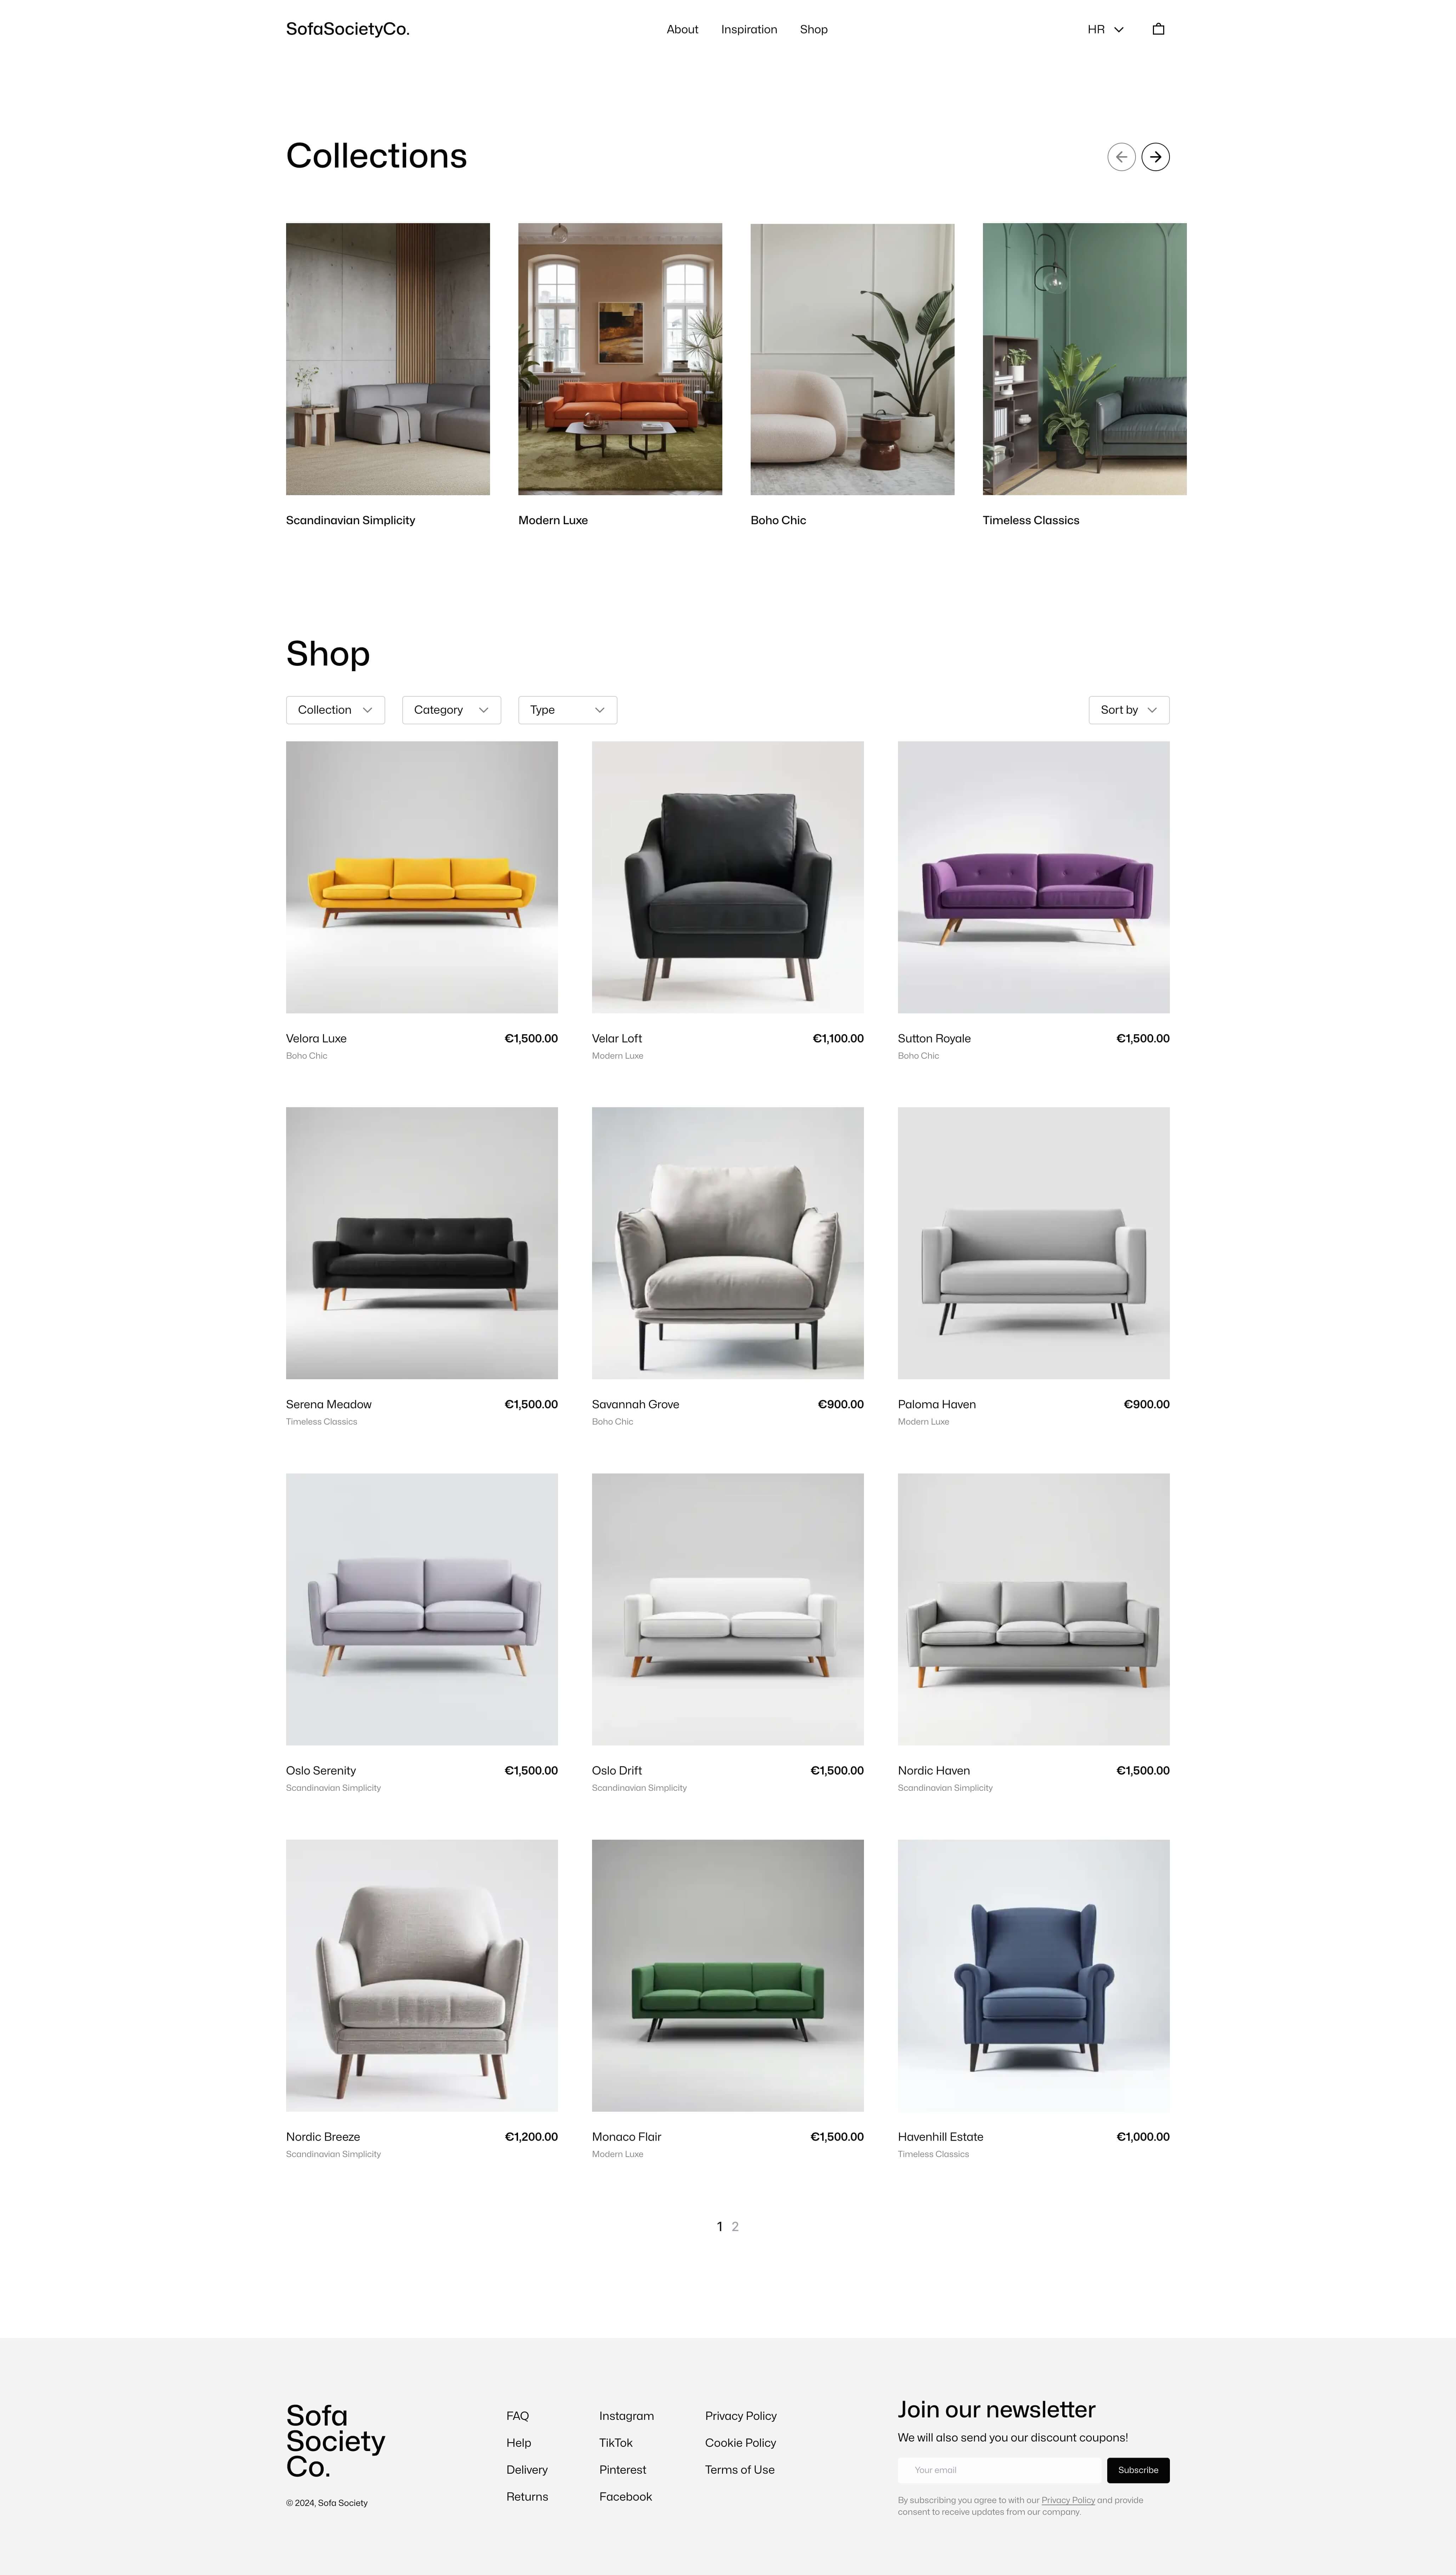 SofaSocietyCo.
About
Inspiration
Shop
HR
Collections
Scandinavian Simplicity
Modern Luxe
Boho Chic
Timeless Classics
Shop
Collection
Category
Type
Sort by
Velora Luxe
€1,500.00
Boho Chic
Velar Loft
€1,100.00
Modern Luxe
Sutton Royale
€1,500.00
Boho Chic
Serena Meadow
€1,500.00
Timeless Classics
Savannah Grove
€900.00
Boho Chic
Paloma Haven
€900.00
Modern Luxe
Oslo Serenity
€1,500.00
Scandinavian Simplicity
Oslo Drift
€1,500.00
Scandinavian Simplicity
Nordic Haven
€1,500.00
Scandinavian Simplicity
Nordic Breeze
€1,200.00
Scandinavian Simplicity
Monaco Flair
€1,500.00
Modern Luxe
Havenhill Estate
€1,000.00
Timeless Classics
1 2
Sofa
Society
Co.
© 2024, Sofa Society
FAQ
Help
Delivery
Returns
Instagram
TikTok
Pinterest
Facebook
Privacy Policy
Cookie Policy
Terms of Use
Join our newsletter
We will also send you our discount coupons!
Your email
Subscribe
By subscribing you agree to with our Privacy Policy and provide
consent to receive updates from our company.